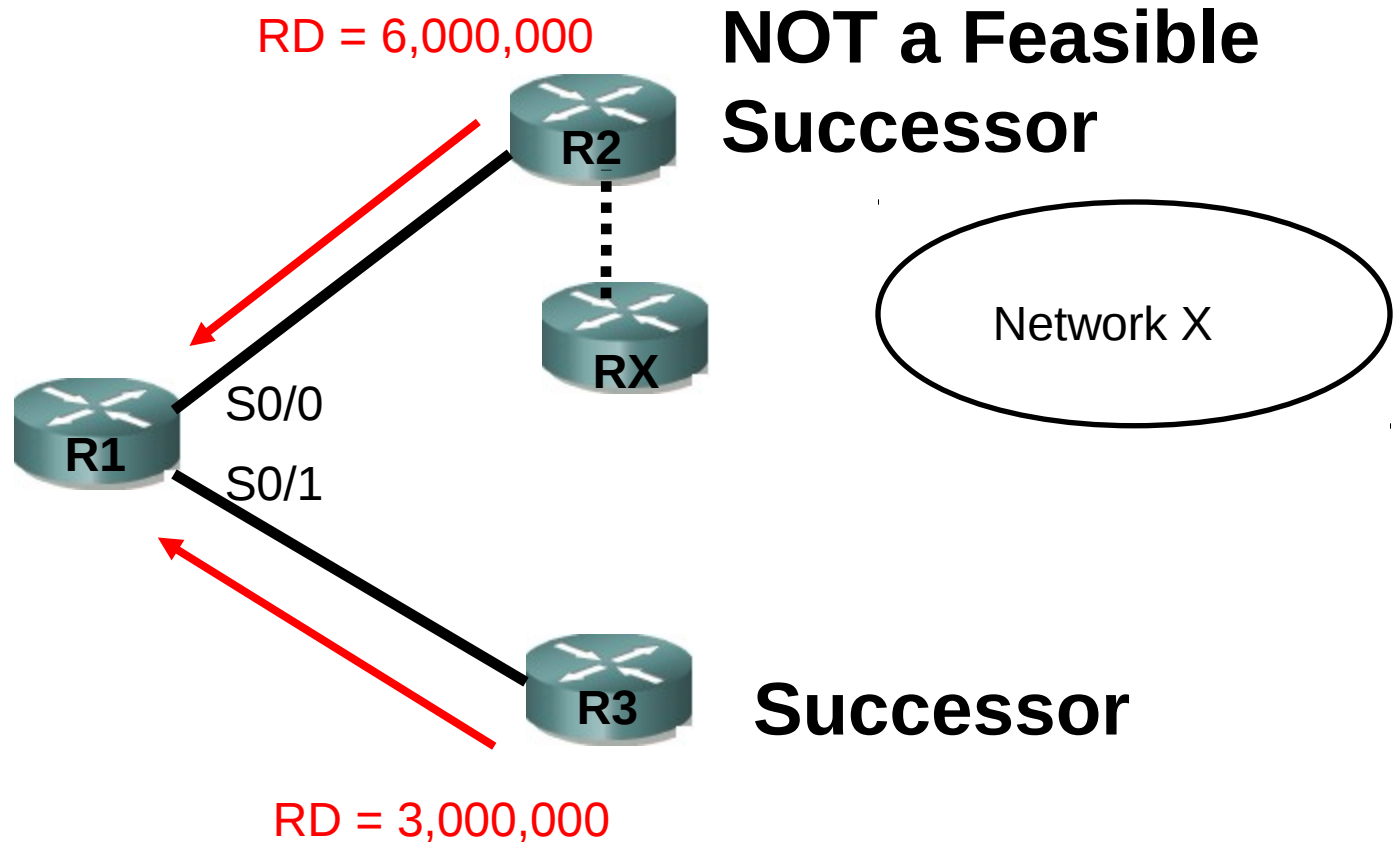 RD = 6,000,000
NOT a Feasible
Successor
R2
RX
Network X
S0/0
R1
S0/1
R3
Successor
RD = 3,000,000